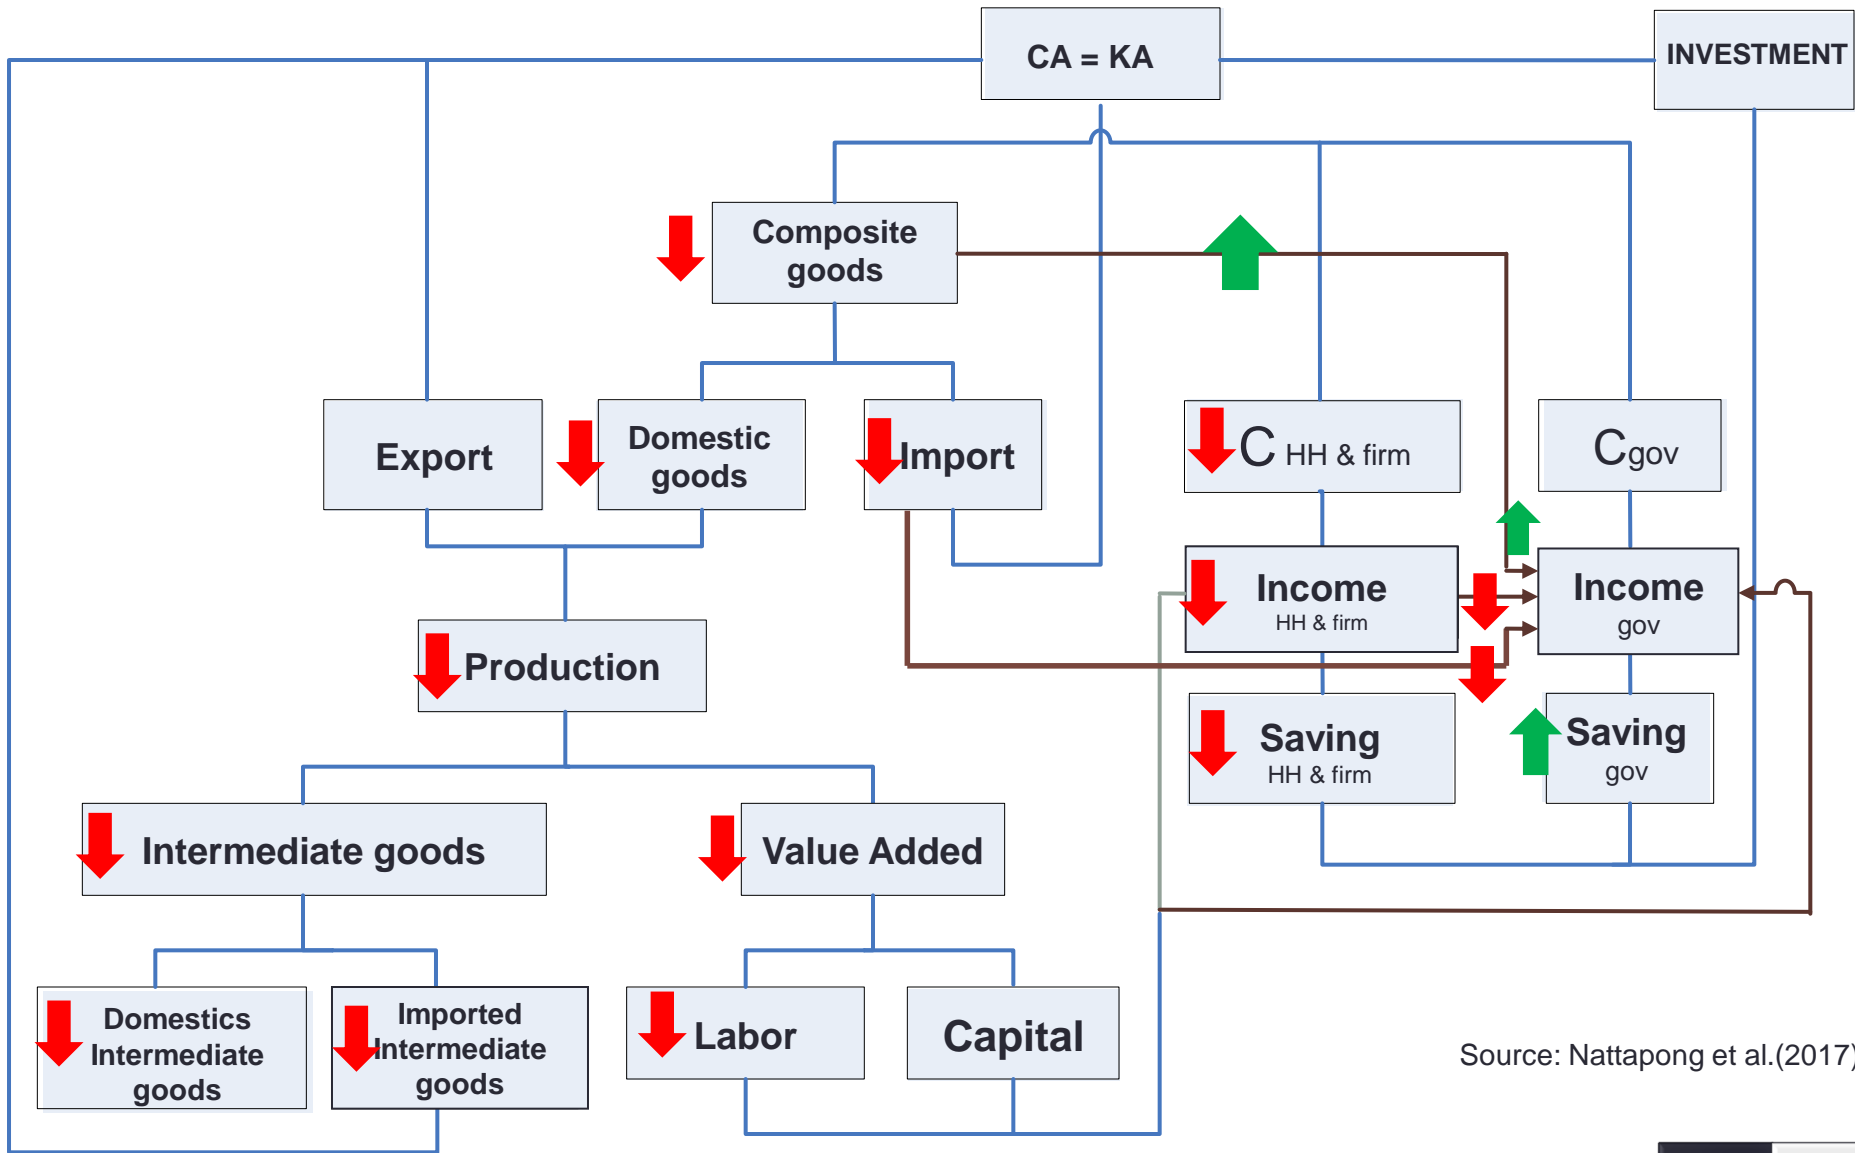 CA = KA
INVESTMENT
Composite
goods
Export
Domestic
goods
Import
C HH & firm
Cgov
Income
HH & firm
Income
gov
Production
Saving
HH & firm
Saving
gov
Intermediate goods
Value Added
Domestics
Intermediate
goods
Imported
Intermediate
goods
Labor
Capital
Source: Nattapong et al.(2017)